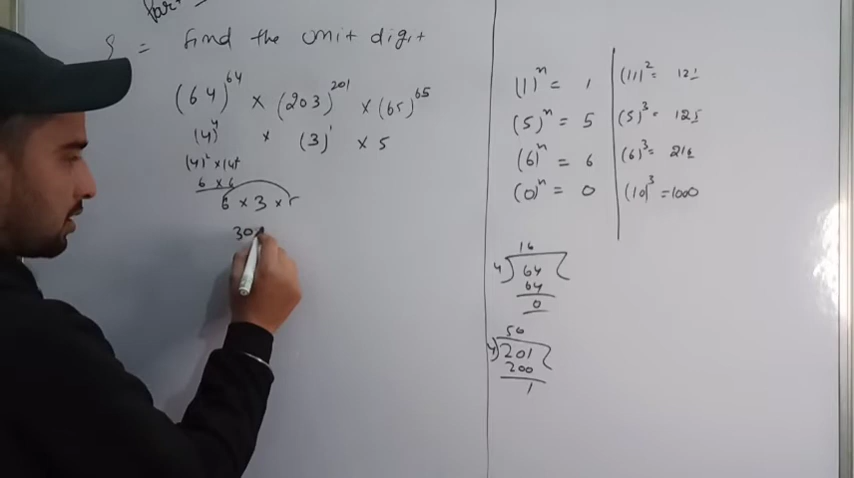 Par
Q = find the unit digit
(64)^64 × (203)^201 × (65)^65
(4)^4 × (3)^1 × 5
(4)^2 × (4)^2
6 × 6
6 × 3 × 5
30
(1)^n = 1
(5)^n = 5
(6)^n = 6
(0)^n = 0
(11)^2 = 121
(5)^3 = 125
(6)^3 = 216
(10)^3 = 1000
16
4) 64 (
64
0
50
4) 201 (
200
1